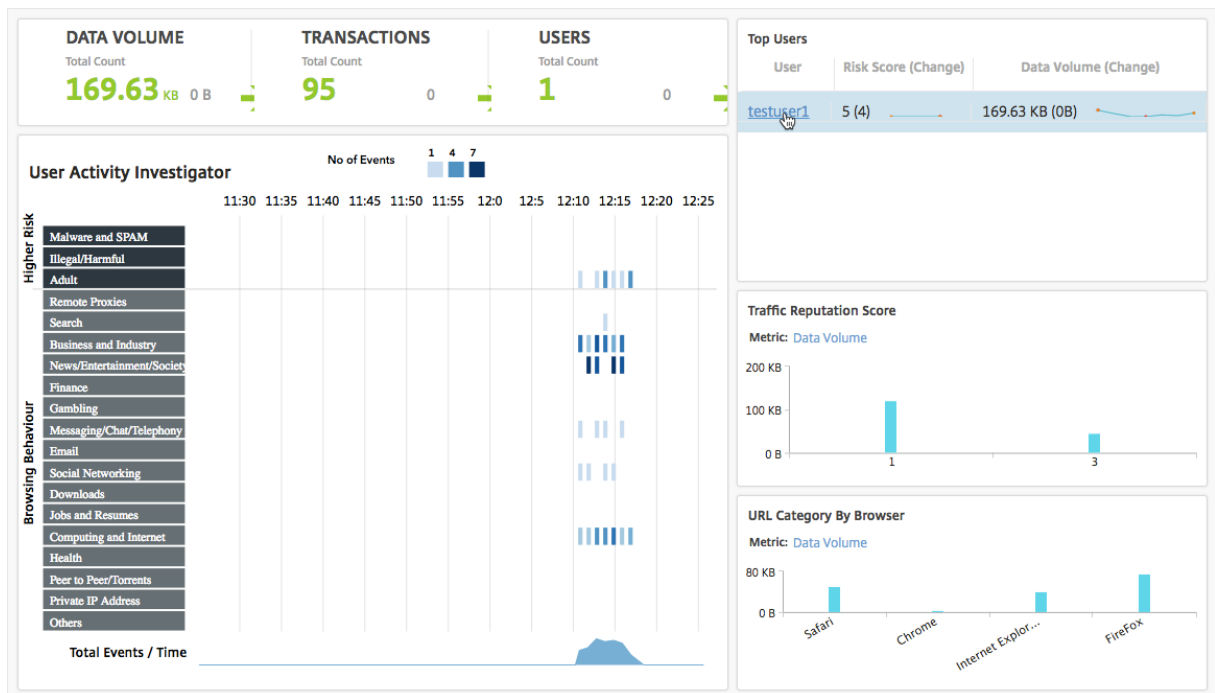 DATA VOLUME
Total Count
169.63 KB 0 B
TRANSACTIONS
Total Count
95 0
USERS
Total Count
1 0
User Activity Investigator
No of Events
1 4 7
11:30 11:35 11:40 11:45 11:50 11:55 12:0 12:5 12:10 12:15 12:20 12:25
Higher Risk
Malware and SPAM
Illegal/Harmful
Adult
Browsing Behaviour
Remote Proxies
Search
Business and Industry
News/Entertainment/Society
Finance
Gambling
Messaging/Chat/Telephony
Email
Social Networking
Downloads
Jobs and Resumes
Computing and Internet
Health
Peer to Peer/Torrents
Private IP Address
Others
Total Events / Time
Top Users
User Risk Score (Change) Data Volume (Change)
testuser1 5 (4) 169.63 KB (0B)
Traffic Reputation Score
Metric: Data Volume
200 KB
100 KB
0 B
1 3
URL Category By Browser
Metric: Data Volume
80 KB
0 B
Safari Chrome Internet Explor... FireFox